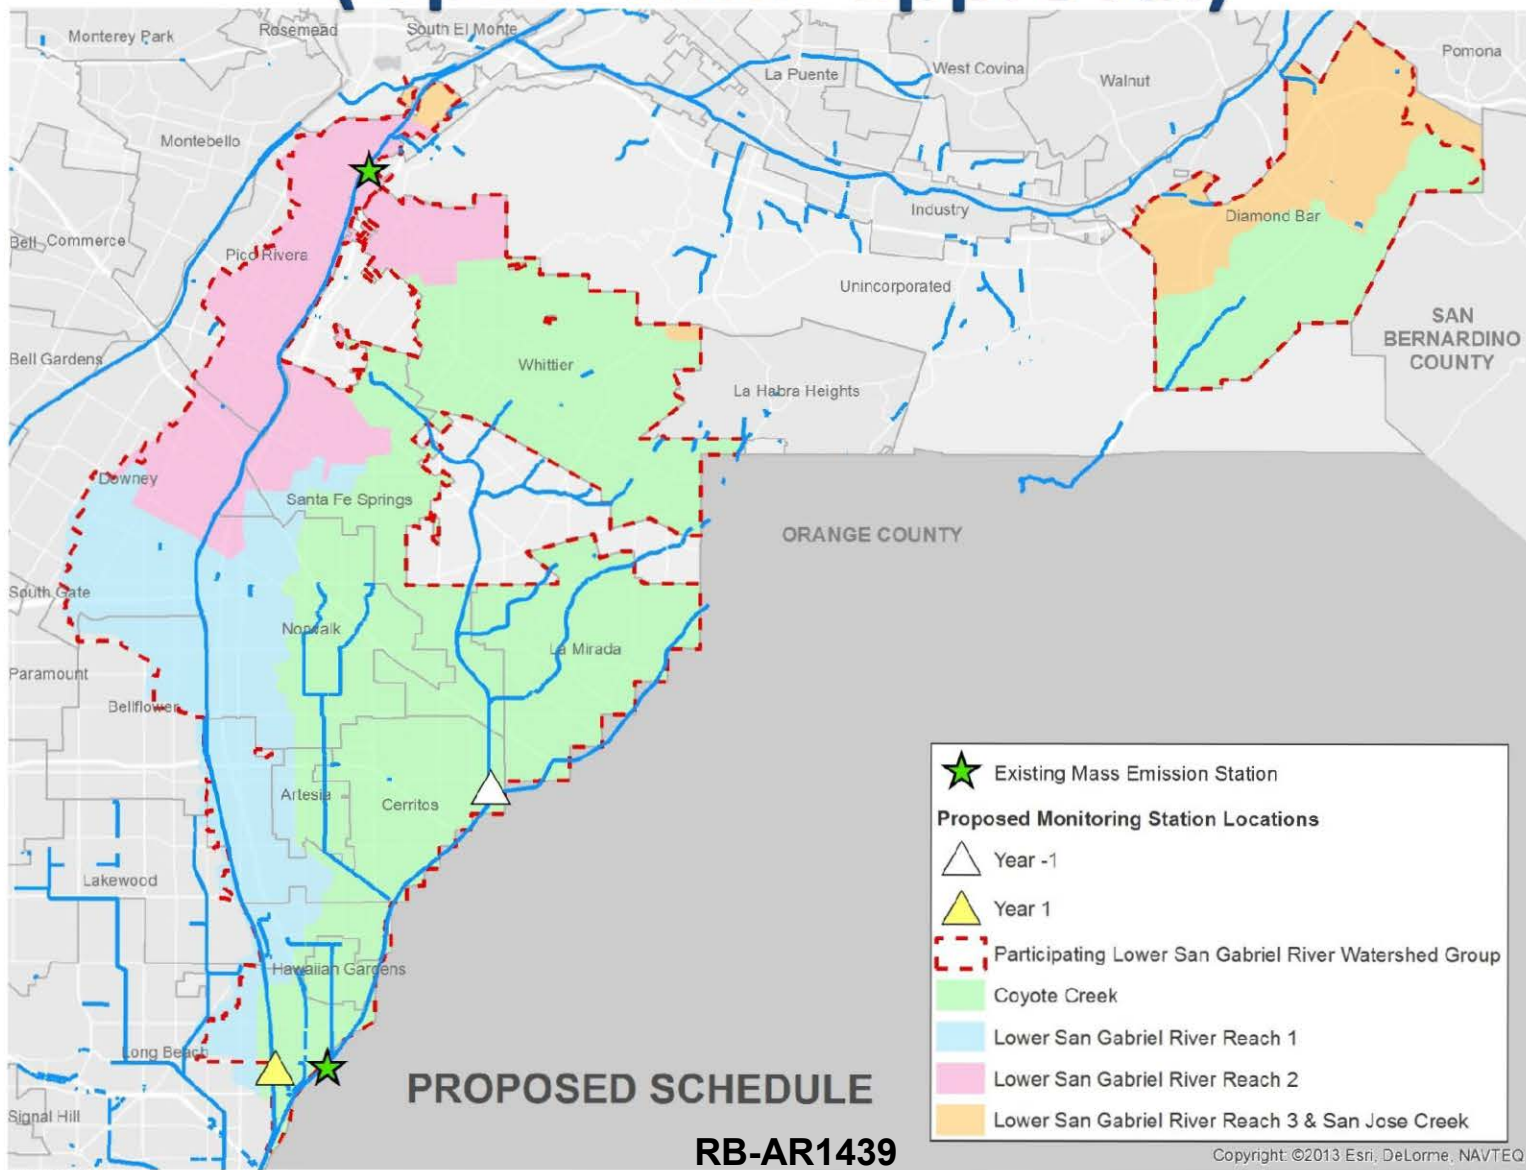 Monterey Park
Rosemead
South El Monte
La Puente
West Covina
Walnut
Pomona
Montebello
Bell
Commerce
Pico Rivera
Industry
Diamond Bar
Unincorporated
SAN
BERNARDINO
COUNTY
Bell Gardens
Whittier
La Habra Heights
Downey
Santa Fe Springs
ORANGE COUNTY
South Gate
Norwalk
La Mirada
Paramount
Bellflower
Artesia
Cerritos
Lakewood
Hawaiian Gardens
Long Beach
Signal Hill
Existing Mass Emission Station
Proposed Monitoring Station Locations
Year -1
Year 1
Participating Lower San Gabriel River Watershed Group
Coyote Creek
Lower San Gabriel River Reach 1
Lower San Gabriel River Reach 2
Lower San Gabriel River Reach 3 & San Jose Creek
PROPOSED SCHEDULE
RB-AR1439
Copyright: ©2013 Esri, DeLorme, NAVTEQ